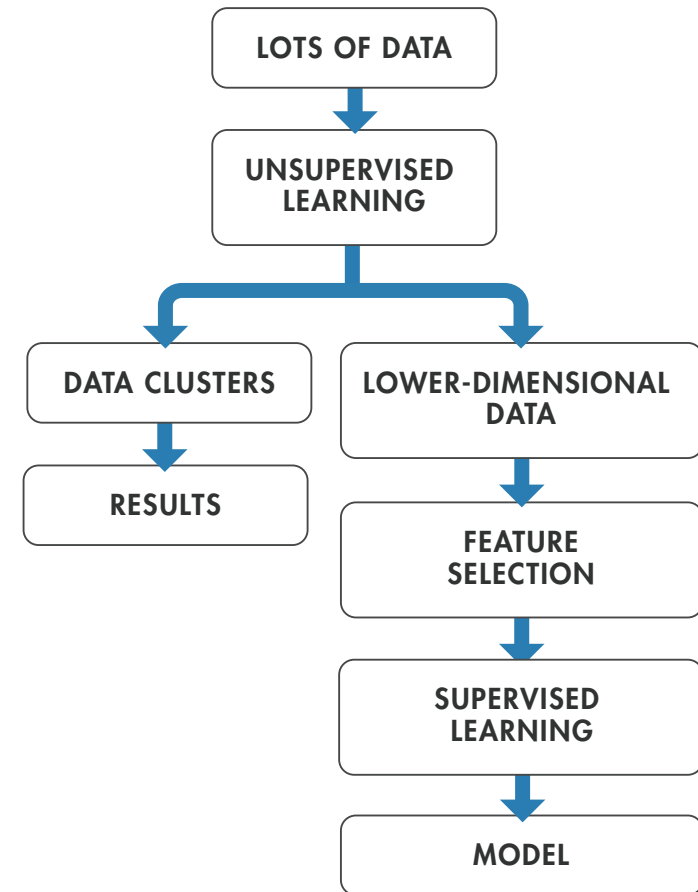 LOTS OF DATA
UNSUPERVISED
LEARNING
DATA CLUSTERS
LOWER-DIMENSIONAL
DATA
RESULTS
FEATURE
SELECTION
SUPERVISED
LEARNING
MODEL